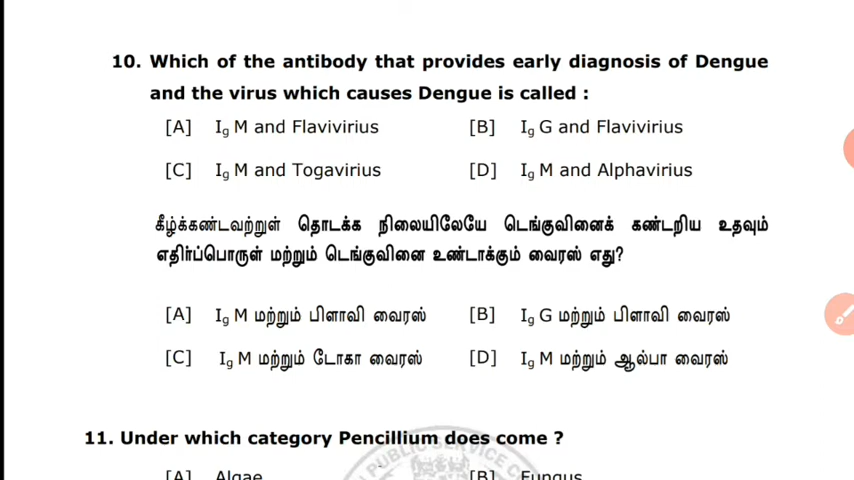 10. Which of the antibody that provides early diagnosis of Dengue
and the virus which causes Dengue is called :
[A] Ig M and Flavivirius [B] Ig G and Flavivirius
[C] Ig M and Togavirius [D] Ig M and Alphavirius
கீழ்க்கண்டவற்றுள் தொடக்க நிலையிலேயே டெங்குவினைக் கண்டறிய உதவும்
எதிர்ப்பொருள் மற்றும் டெங்குவினை உண்டாக்கும் வைரஸ் எது?
[A] Ig M மற்றும் பிளாவி வைரஸ் [B] Ig G மற்றும் பிளாவி வைரஸ்
[C] Ig M மற்றும் டோகா வைரஸ் [D] Ig M மற்றும் ஆல்பா வைரஸ்
11. Under which category Pencillium does come ?
PUBLIC SERVICE CO
[A] Algae [B] Fungus